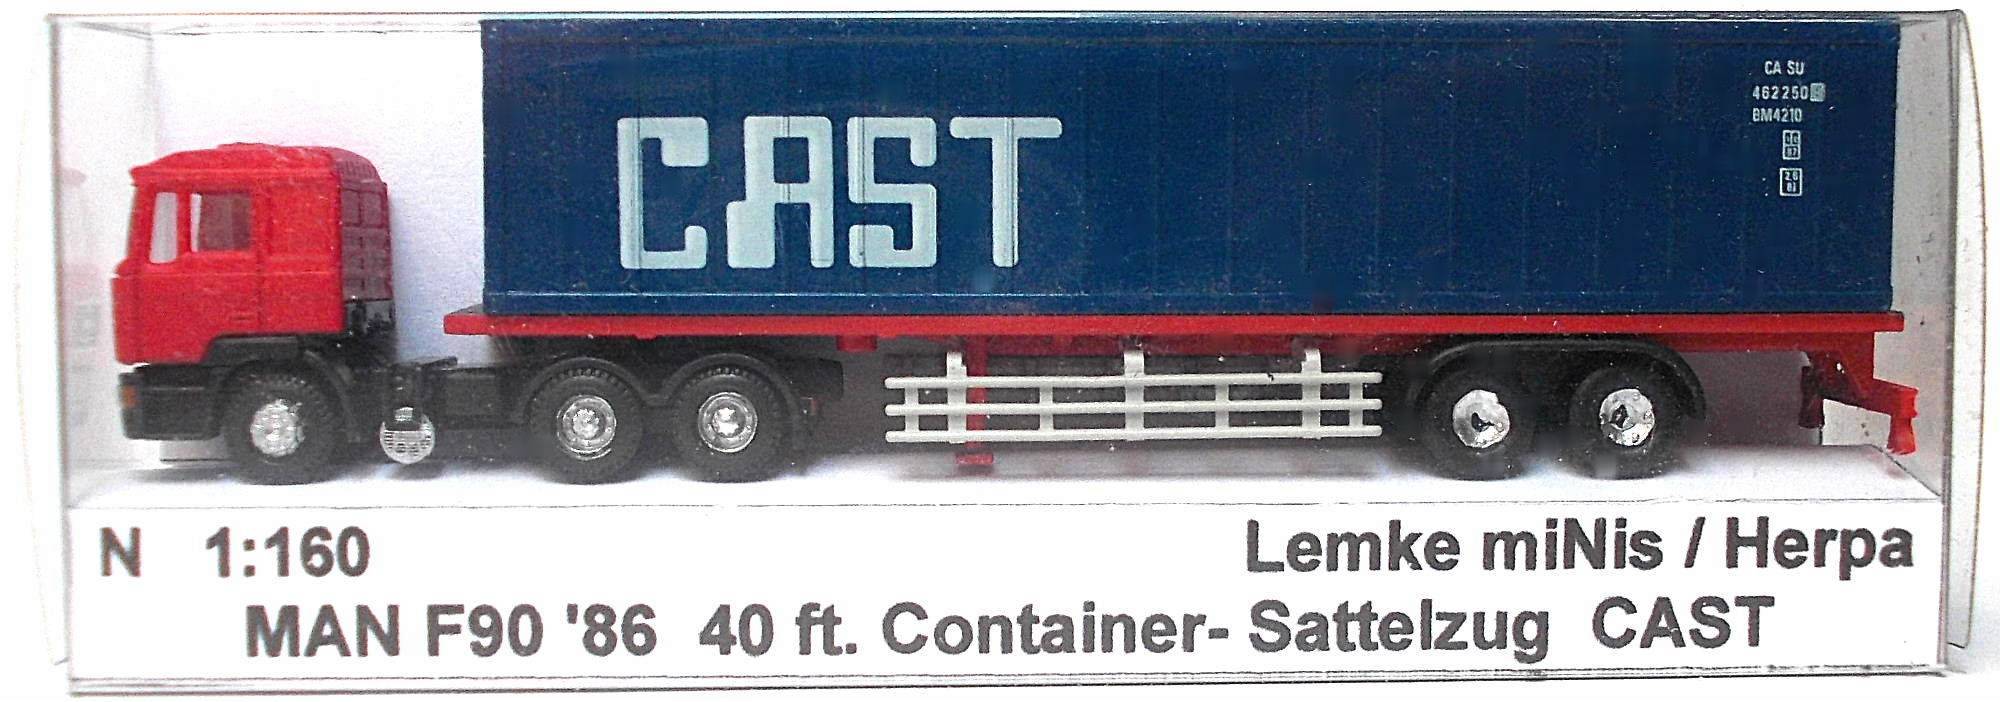 CAST
CA SU
462250
BM4210
N 1:160
Lemke miNis / Herpa
MAN F90 '86 40 ft. Container- Sattelzug CAST